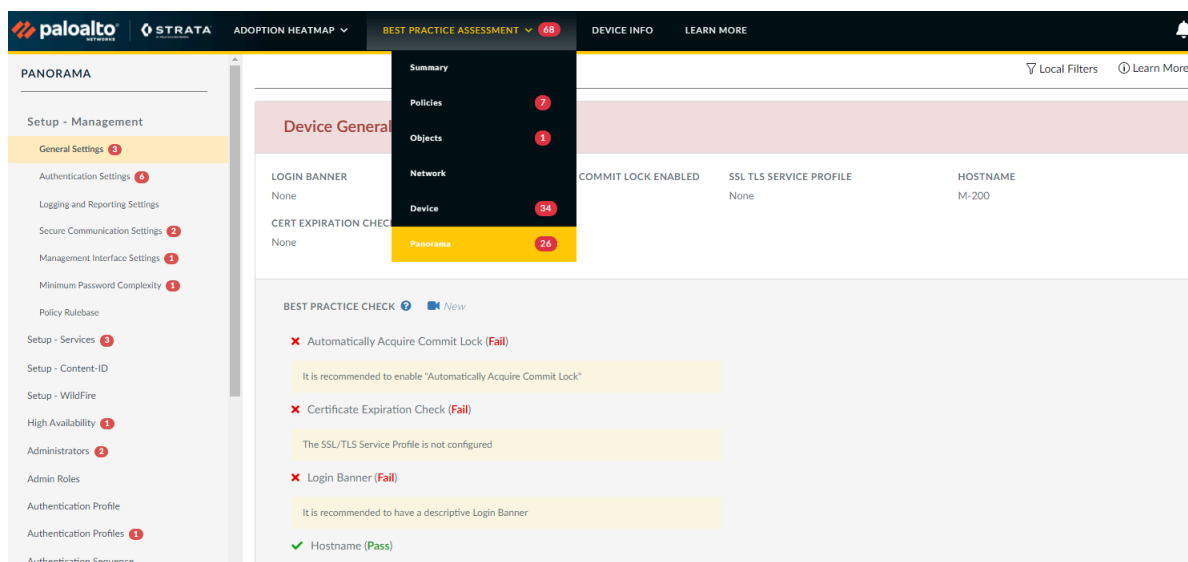 paloalto NETWORKS STRATA ADOPTION HEATMAP BEST PRACTICE ASSESSMENT 68 DEVICE INFO LEARN MORE
PANORAMA
Setup - Management
General Settings 3
Authentication Settings 6
Logging and Reporting Settings
Secure Communication Settings 2
Management Interface Settings 1
Minimum Password Complexity 1
Policy Rulebase
Setup - Services 3
Setup - Content-ID
Setup - WildFire
High Availability 1
Administrators 2
Admin Roles
Authentication Profile
Authentication Profiles 1
Authentication Sequence
Summary
Policies 7
Objects 1
Network
Device 34
Panorama 26
Local Filters Learn More
Device General
LOGIN BANNER COMMIT LOCK ENABLED SSL TLS SERVICE PROFILE HOSTNAME
None None M-200
CERT EXPIRATION CHEC
None
BEST PRACTICE CHECK ? New
Automatically Acquire Commit Lock (Fail)
It is recommended to enable "Automatically Acquire Commit Lock"
Certificate Expiration Check (Fail)
The SSL/TLS Service Profile is not configured
Login Banner (Fail)
It is recommended to have a descriptive Login Banner
Hostname (Pass)